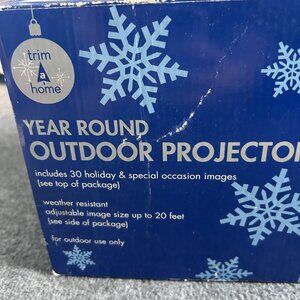 trim
a
home
YEAR ROUND
OUTDOOR PROJECTO
includes 30 holiday & special occasion images
(see top of package)
weather resistant
adjustable image size up to 20 feet
(see side of package)
for outdoor use only